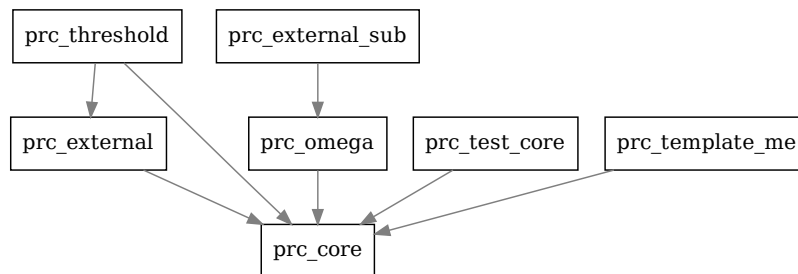 prc_threshold
prc_external_sub
prc_external
prc_omega
prc_test_core
prc_template_me
prc_core